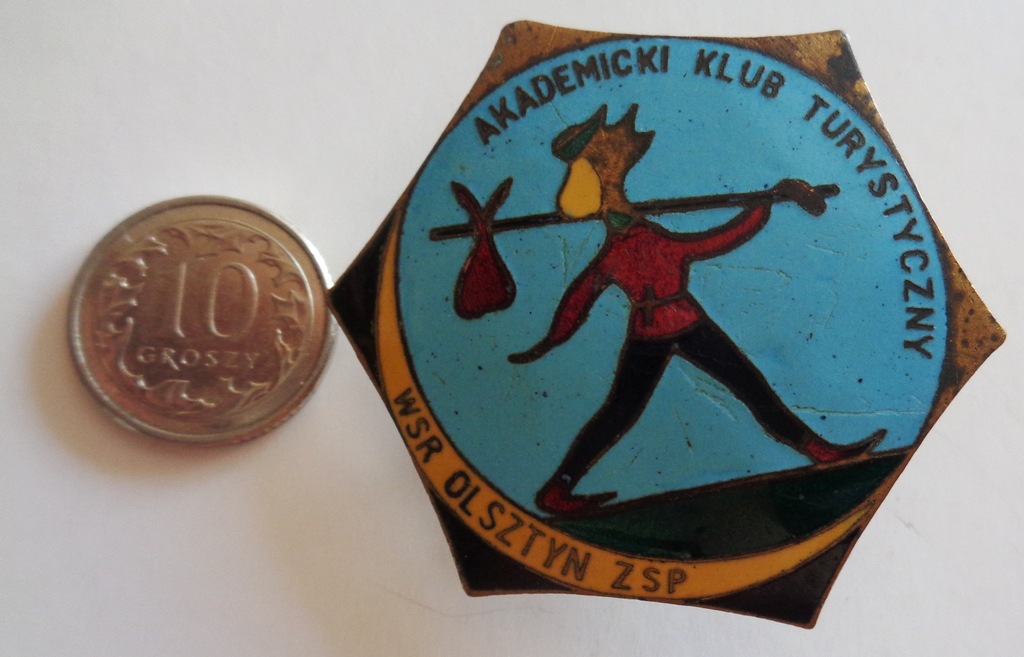 10
GROSZY
AKADEMICKI KLUB TURYSTYCZNY
WSR OLSZTYN ZSP